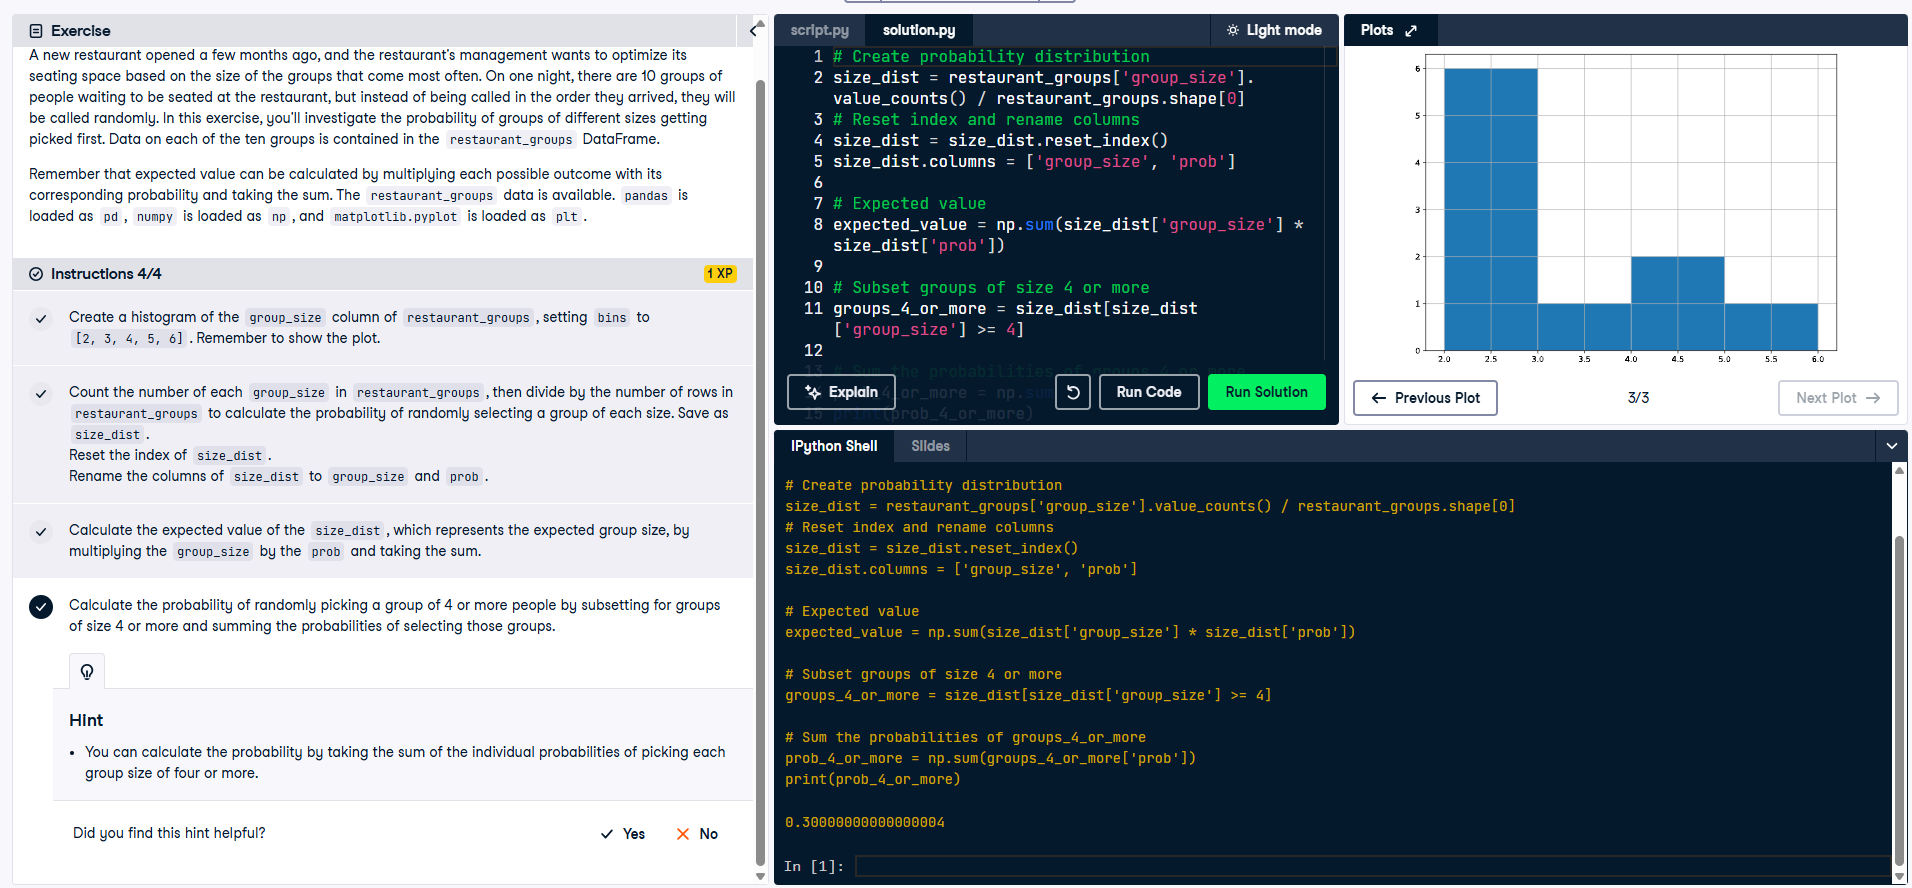 Exercise
A new restaurant opened a few months ago, and the restaurant's management wants to optimize its
seating space based on the size of the groups that come most often. On one night, there are 10 groups of
people waiting to be seated at the restaurant, but instead of being called in the order they arrived, they will
be called randomly. In this exercise, you'll investigate the probability of groups of different sizes getting
picked first. Data on each of the ten groups is contained in the restaurant_groups DataFrame.
Remember that expected value can be calculated by multiplying each possible outcome with its
corresponding probability and taking the sum. The restaurant_groups data is available. pandas is
loaded as pd, numpy is loaded as np, and matplotlib.pyplot is loaded as plt.
Instructions 4/4
1 XP
Create a histogram of the group_size column of restaurant_groups, setting bins to
[2, 3, 4, 5, 6]. Remember to show the plot.
Count the number of each group_size in restaurant_groups, then divide by the number of rows in
restaurant_groups to calculate the probability of randomly selecting a group of each size. Save as
size_dist.
Reset the index of size_dist.
Rename the columns of size_dist to group_size and prob.
Calculate the expected value of the size_dist, which represents the expected group size, by
multiplying the group_size by the prob and taking the sum.
Calculate the probability of randomly picking a group of 4 or more people by subsetting for groups
of size 4 or more and summing the probabilities of selecting those groups.
Hint
• You can calculate the probability by taking the sum of the individual probabilities of picking each
group size of four or more.
Did you find this hint helpful?
Yes
No
script.py
solution.py
Light mode
1 # Create probability distribution
2 size_dist = restaurant_groups['group_size'].
value_counts() / restaurant_groups.shape[0]
3 # Reset index and rename columns
4 size_dist = size_dist.reset_index()
5 size_dist.columns = ['group_size', 'prob']
6
7 # Expected value
8 expected_value = np.sum(size_dist['group_size'] *
size_dist['prob'])
9
10 # Subset groups of size 4 or more
11 groups_4_or_more = size_dist[size_dist
['group_size'] >= 4]
12
13 # Sum the probabilities of groups_4_or_more
4_or_more = np.sum
15 print(prob_4_or_more)
Explain
Run Code
Run Solution
Plots
6
5
4
3
2
1
0
2.0 2.5 3.0 3.5 4.0 4.5 5.0 5.5 6.0
Previous Plot
3/3
Next Plot
IPython Shell
Slides
# Create probability distribution
size_dist = restaurant_groups['group_size'].value_counts() / restaurant_groups.shape[0]
# Reset index and rename columns
size_dist = size_dist.reset_index()
size_dist.columns = ['group_size', 'prob']
# Expected value
expected_value = np.sum(size_dist['group_size'] * size_dist['prob'])
# Subset groups of size 4 or more
groups_4_or_more = size_dist[size_dist['group_size'] >= 4]
# Sum the probabilities of groups_4_or_more
prob_4_or_more = np.sum(groups_4_or_more['prob'])
print(prob_4_or_more)
0.30000000000000004
In [1]: